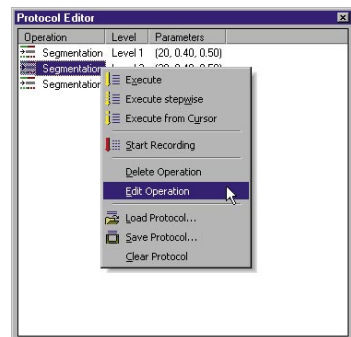 Protocol Editor
Operation Level Parameters
Segmentation Level 1 (20, 0.40, 0.50)
Segmentation
Segmentation
Execute
Execute stepwise
Execute from Cursor
Start Recording
Delete Operation
Edit Operation
Load Protocol...
Save Protocol...
Clear Protocol